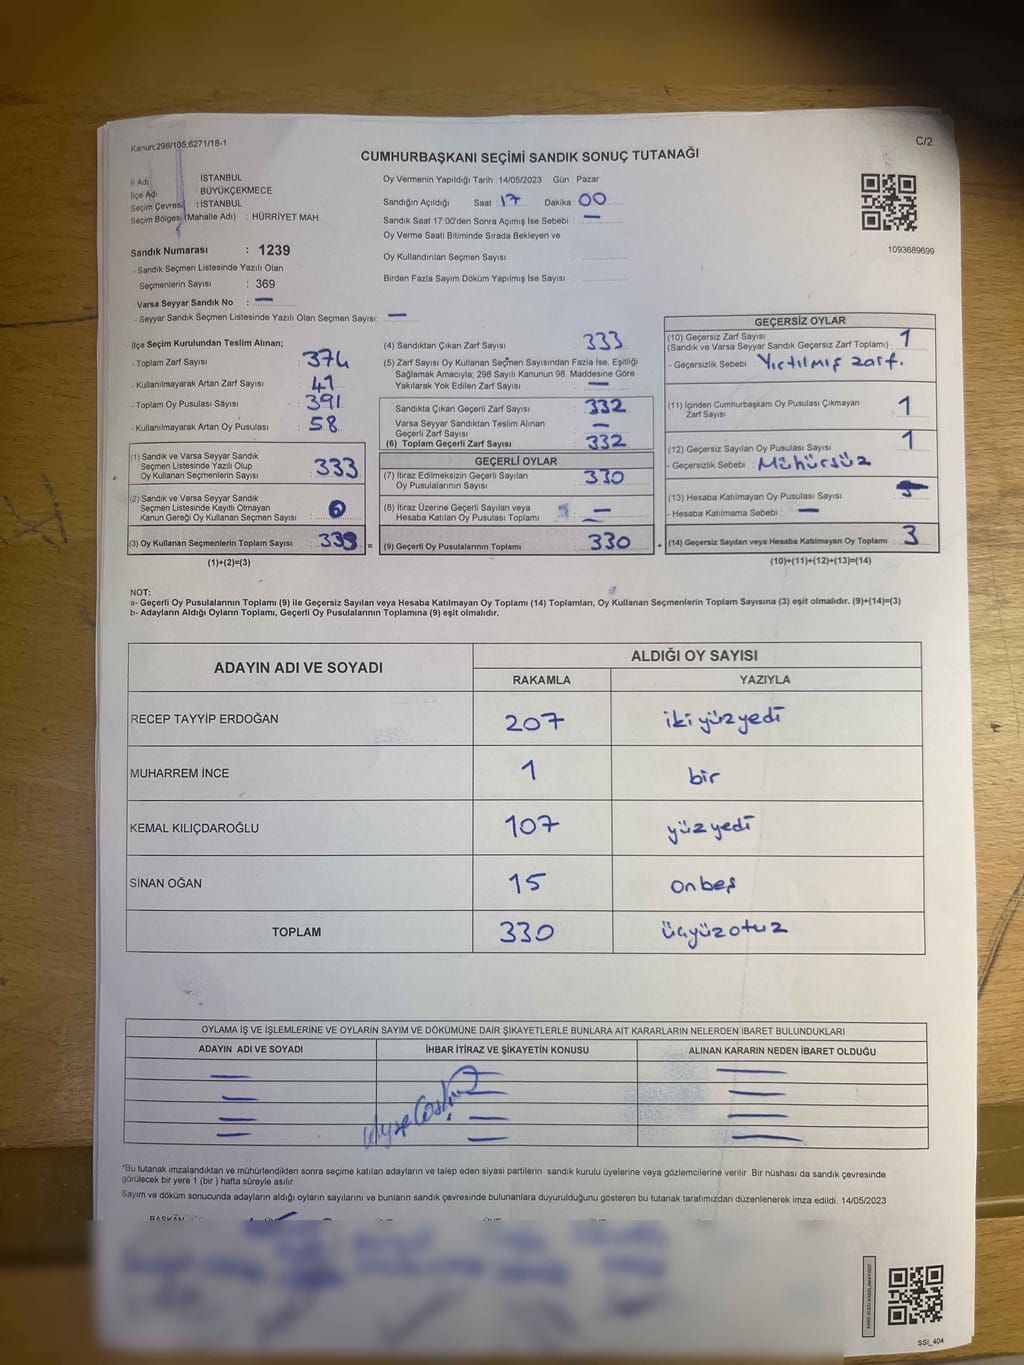 Kanun:298/105;6271/18-1
C/2
CUMHURBAŞKANI SEÇİMİ SANDIK SONUÇ TUTANAĞI
İl Adı : İSTANBUL
İlçe Adı : BÜYÜKÇEKMECE
Seçim Çevresi : İSTANBUL
Seçim Bölgesi (Mahalle Adı) : HÜRRİYET MAH.
Sandık Numarası : 1239
- Sandık Seçmen Listesinde Yazılı Olan
Seçmenlerin Sayısı : 369
Varsa Seyyar Sandık No : —
- Seyyar Sandık Seçmen Listesinde Yazılı Olan Seçmen Sayısı: —
Oy Vermenin Yapıldığı Tarih : 14/05/2023 Gün : Pazar
Sandığın Açıldığı Saat : 17 Dakika : 00
Sandık Saat 17:00'den Sonra Açımış İse Sebebi : —
Oy Verme Saati Bitiminde Sırada Bekleyen ve
Oy Kullandırılan Seçmen Sayısı :
Birden Fazla Sayım Döküm Yapılmış İse Sayısı :
1093689699
İlçe Seçim Kurulundan Teslim Alınan;
- Toplam Zarf Sayısı : 374
- Kullanılmayarak Artan Zarf Sayısı : 41
- Toplam Oy Pusulası Sayısı : 391
- Kullanılmayarak Artan Oy Pusulası : 58
(1) Sandık ve Varsa Seyyar Sandık
Seçmen Listesinde Yazılı Olup
Oy Kullanan Seçmenlerin Sayısı : 333
(2) Sandık ve Varsa Seyyar Sandık
Seçmen Listesinde Kayıtlı Olmayan
Kanun Gereği Oy Kullanan Seçmen Sayısı : 0
(3) Oy Kullanan Seçmenlerin Toplam Sayısı : 333 =
(1)+(2)=(3)
(4) Sandıktan Çıkan Zarf Sayısı : 333
(5) Zarf Sayısı Oy Kullanan Seçmen Sayısından Fazla İse, Eşitliği
Sağlamak Amacıyla; 298 Sayılı Kanunun 98. Maddesine Göre
Yakılarak Yok Edilen Zarf Sayısı : —
Sandıkta Çıkan Geçerli Zarf Sayısı : 332
Varsa Seyyar Sandıktan Teslim Alınan
Geçerli Zarf Sayısı : —
(6) Toplam Geçerli Zarf Sayısı : 332
GEÇERLİ OYLAR
(7) İtiraz Edilmeksizin Geçerli Sayılan
Oy Pusulalarının Sayısı : 330
(8) İtiraz Üzerine Geçerli Sayılan veya
Hesaba Katılan Oy Pusulası Toplamı : —
(9) Geçerli Oy Pusulalarının Toplamı : 330 +
GEÇERSİZ OYLAR
(10) Geçersiz Zarf Sayısı
(Sandık ve Varsa Seyyar Sandık Geçersiz Zarf Toplamı) : 1
- Geçersizlik Sebebi : Yırtılmış zarf.
(11) İçinden Cumhurbaşkanı Oy Pusulası Çıkmayan
Zarf Sayısı : 1
(12) Geçersiz Sayılan Oy Pusulası Sayısı : 1
- Geçersizlik Sebebi : Mühürsüz
(13) Hesaba Katılmayan Oy Pusulası Sayısı :
- Hesaba Katılmama Sebebi : —
(14) Geçersiz Sayılan veya Hesaba Katılmayan Oy Toplamı : 3
(10)+(11)+(12)+(13)=(14)
NOT:
a- Geçerli Oy Pusulalarının Toplamı (9) ile Geçersiz Sayılan veya Hesaba Katılmayan Oy Toplamı (14) Toplamları, Oy Kullanan Seçmenlerin Toplam Sayısına (3) eşit olmalıdır. (9)+(14)=(3)
b- Adayların Aldığı Oyların Toplamı, Geçerli Oy Pusulalarının Toplamına (9) eşit olmalıdır.
ADAYIN ADI VE SOYADI
ALDIĞI OY SAYISI
RAKAMLA YAZIYLA
RECEP TAYYİP ERDOĞAN 207 ikiyüzyedi
MUHARREM İNCE 1 bir
KEMAL KILIÇDAROĞLU 107 yüzyedi
SİNAN OĞAN 15 onbeş
TOPLAM 330 üçyüzotuz
OYLAMA İŞ VE İŞLEMLERİNE VE OYLARIN SAYIM VE DÖKÜMÜNE DAİR ŞİKAYETLERLE BUNLARA AİT KARARLARIN NELERDEN İBARET BULUNDUKLARI
ADAYIN ADI VE SOYADI İHBAR İTİRAZ VE ŞİKAYETİN KONUSU ALINAN KARARIN NEDEN İBARET OLDUĞU
— — —
— —
— — —
— — —
*Bu tutanak imzalandıktan ve mühürlendikten sonra seçime katılan adayların ve talep eden siyasi partilerin sandık kurulu üyelerine veya gözlemcilerine verilir. Bir nüshası da sandık çevresinde
görülecek bir yere 1 (bir ) hafta süreyle asılır.
Sayım ve döküm sonucunda adayların aldığı oyların sayılarını ve bunların sandık çevresinde bulunanlara duyurulduğunu gösteren bu tutanak tarafımızdan düzenlenerek imza edildi. 14/05/2023
BAŞKAN
SSI_404